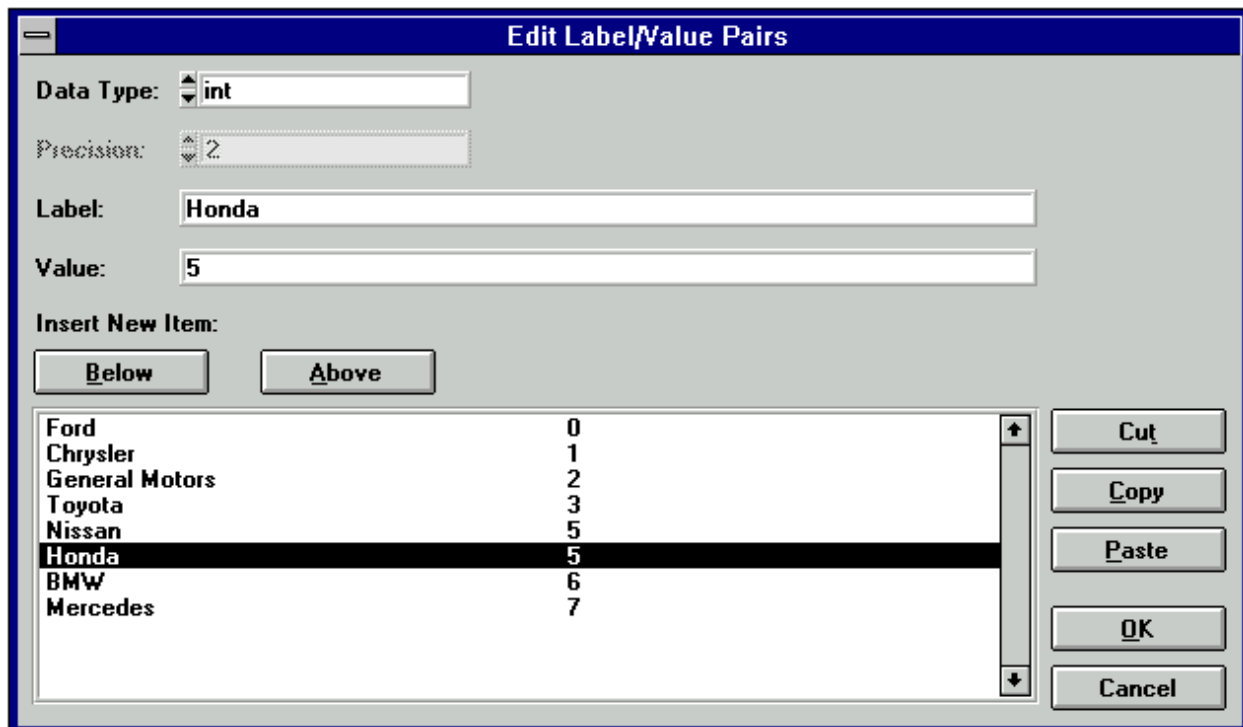 Edit Label/Value Pairs
Data Type: int
Precision: 2
Label: Honda
Value: 5
Insert New Item:
Below Above
Ford 0
Chrysler 1
General Motors 2
Toyota 3
Nissan 5
Honda 5
BMW 6
Mercedes 7
Cut
Copy
Paste
OK
Cancel